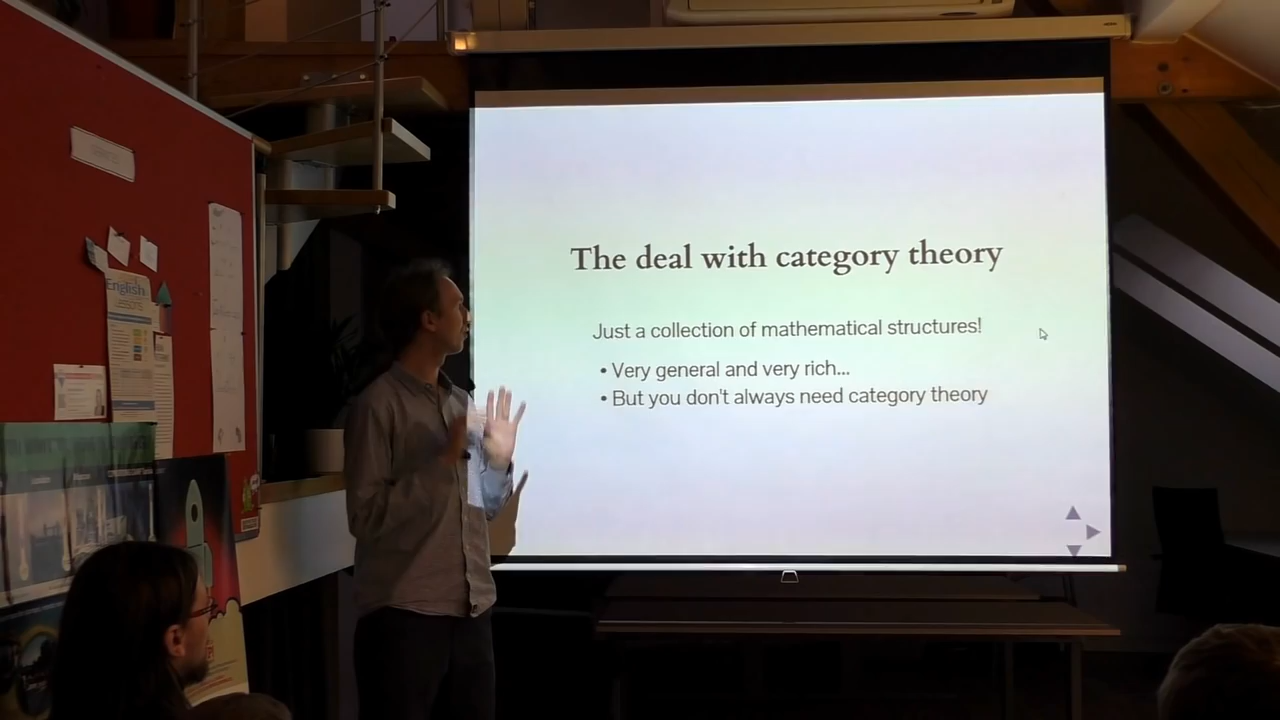 The deal with category theory
Just a collection of mathematical structures!
• Very general and very rich...
• But you don't always need category theory
English
Lessons